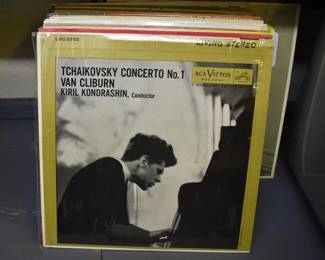 LIVING STEREO
TCHAIKOVSKY CONCERTO No. 1
VAN CLIBURN
KIRIL KONDRASHIN, Conductor
RCA VICTOR